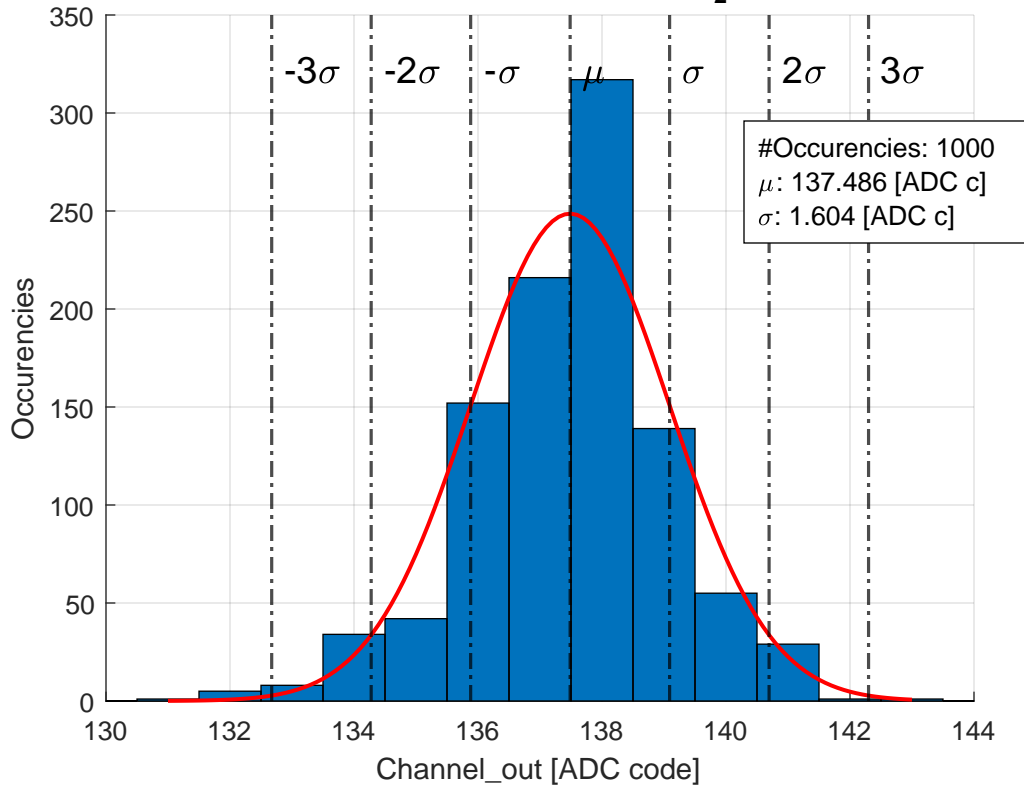 350
300
250
200
150
100
50
0
-3σ -2σ -σ μ σ 2σ 3σ
#Occurencies: 1000
μ: 137.486 [ADC c]
σ: 1.604 [ADC c]
Occurencies
130 132 134 136 138 140 142 144
Channel_out [ADC code]